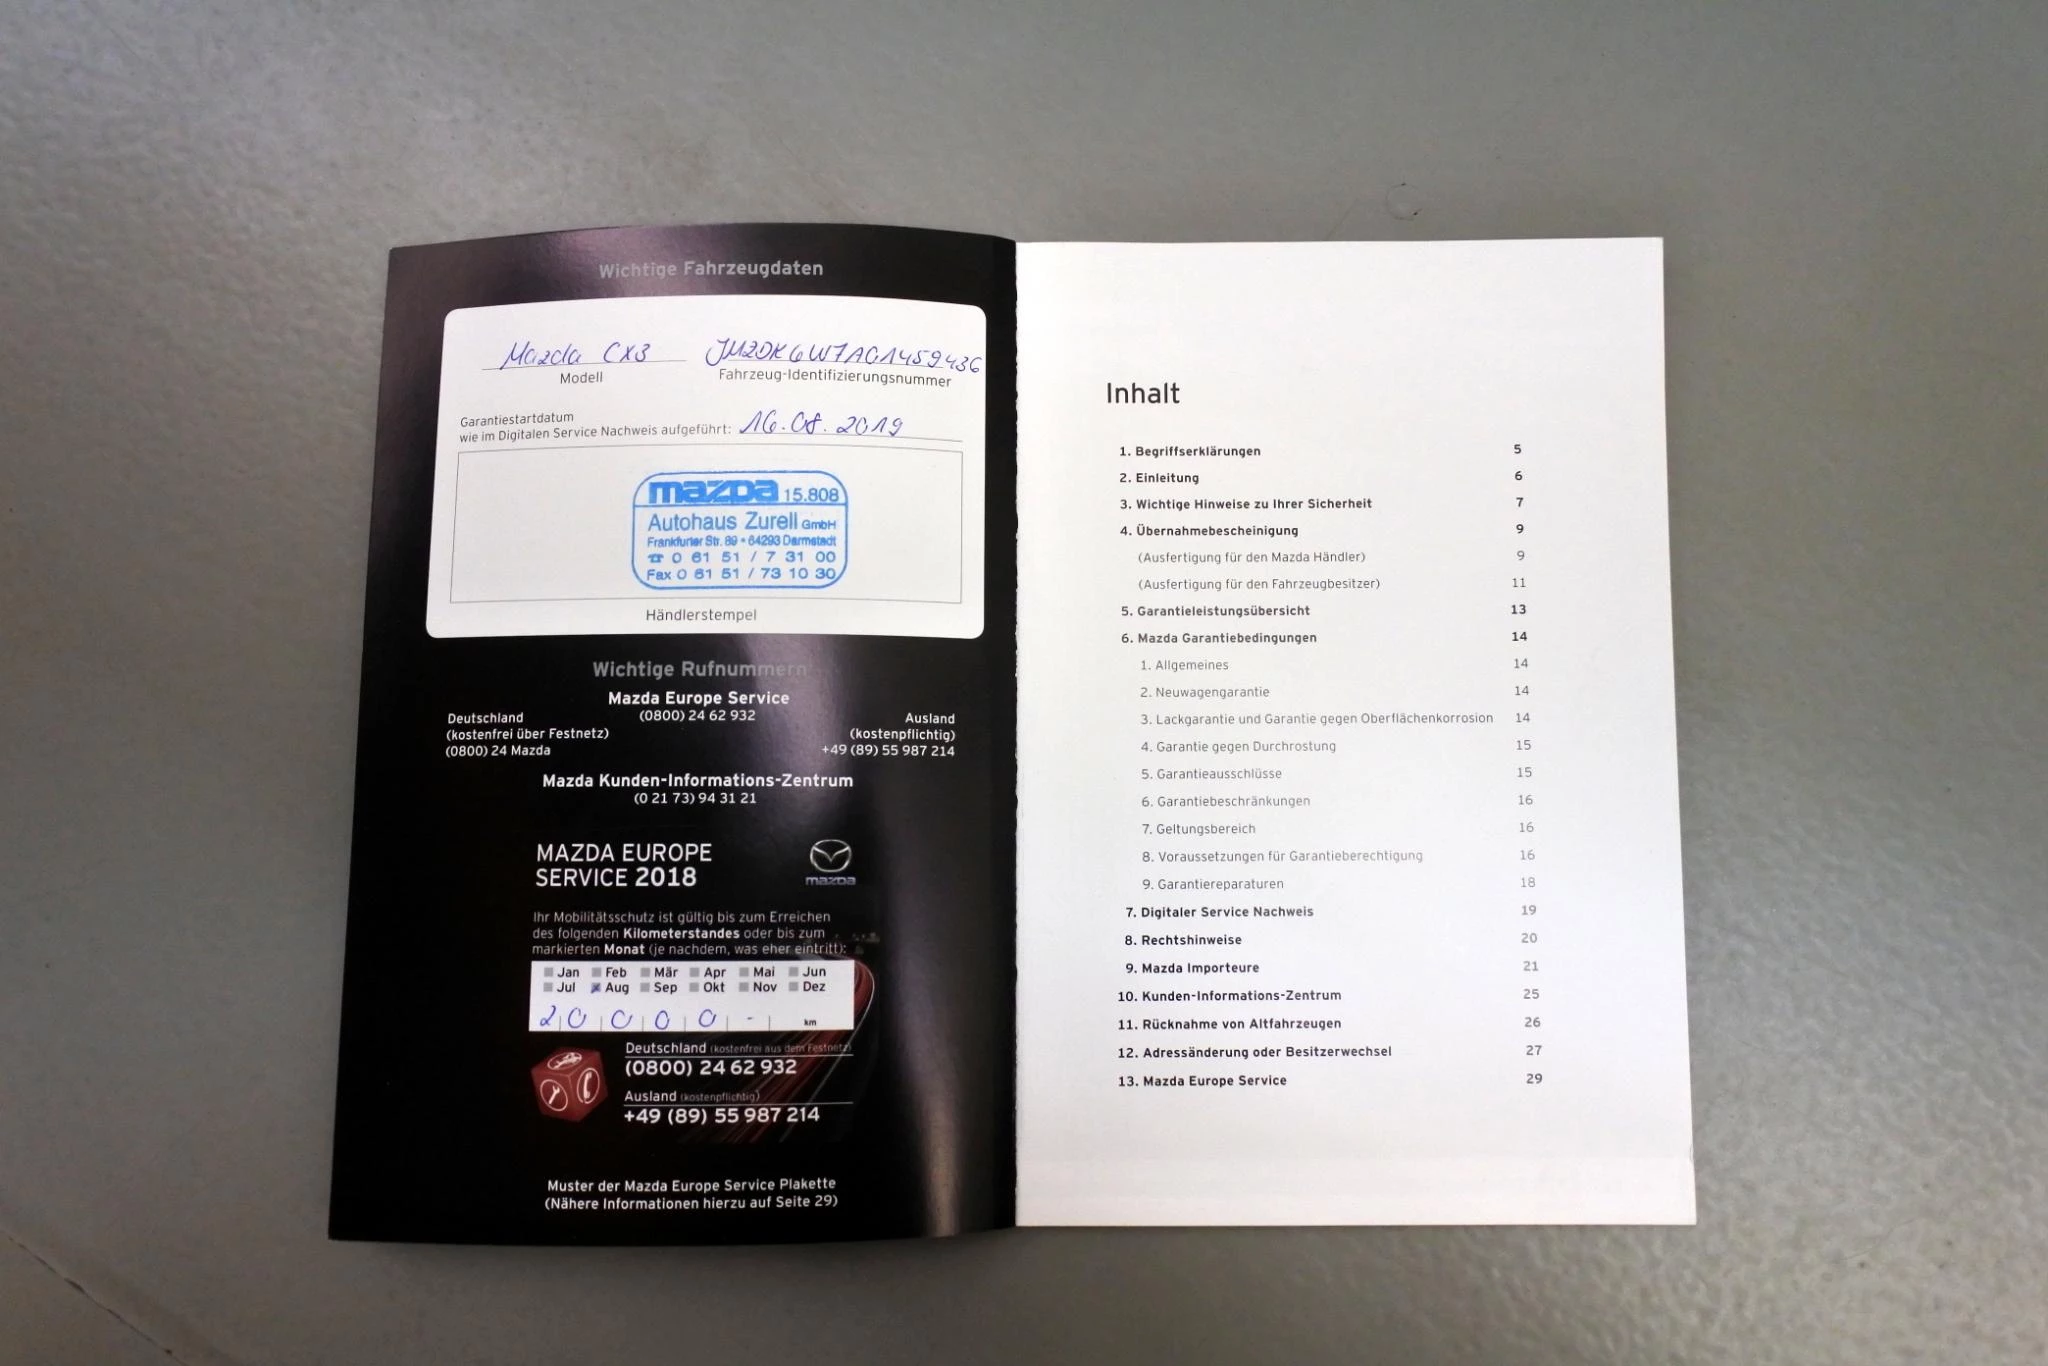 Wichtige Fahrzeugdaten
Mazda CX3 JMZDK6W7A01459436
Modell Fahrzeug-Identifizierungsnummer
Garantiestartdatum
wie im Digitalen Service Nachweis aufgeführt: 16.08.2019
mazda 15.808
Autohaus Zurell GmbH
Frankfurter Str. 89 • 64293 Darmstadt
☎ 0 61 51 / 7 31 00
Fax 0 61 51 / 73 10 30
Händlerstempel
Wichtige Rufnummern
Mazda Europe Service
(0800) 24 62 932
Deutschland
(kostenfrei über Festnetz)
(0800) 24 Mazda
Ausland
(kostenpflichtig)
+49 (89) 55 987 214
Mazda Kunden-Informations-Zentrum
(0 21 73) 94 31 21
MAZDA EUROPE
SERVICE 2018
mazda
Ihr Mobilitätsschutz ist gültig bis zum Erreichen
des folgenden Kilometerstandes oder bis zum
markierten Monat (je nachdem, was eher eintritt):
Jan Feb Mär Apr Mai Jun
Jul Aug Sep Okt Nov Dez
2 0 0 0 0 - km
Deutschland (kostenfrei aus dem Festnetz)
(0800) 24 62 932
Ausland (kostenpflichtig)
+49 (89) 55 987 214
Muster der Mazda Europe Service Plakette
(Nähere Informationen hierzu auf Seite 29)
Inhalt
1. Begriffserklärungen 5
2. Einleitung 6
3. Wichtige Hinweise zu Ihrer Sicherheit 7
4. Übernahmebescheinigung 9
(Ausfertigung für den Mazda Händler) 9
(Ausfertigung für den Fahrzeugbesitzer) 11
5. Garantieleistungsübersicht 13
6. Mazda Garantiebedingungen 14
1. Allgemeines 14
2. Neuwagengarantie 14
3. Lackgarantie und Garantie gegen Oberflächenkorrosion 14
4. Garantie gegen Durchrostung 15
5. Garantieausschlüsse 15
6. Garantiebeschränkungen 16
7. Geltungsbereich 16
8. Voraussetzungen für Garantieberechtigung 16
9. Garantiereparaturen 18
7. Digitaler Service Nachweis 19
8. Rechtshinweise 20
9. Mazda Importeure 21
10. Kunden-Informations-Zentrum 25
11. Rücknahme von Altfahrzeugen 26
12. Adressänderung oder Besitzerwechsel 27
13. Mazda Europe Service 29